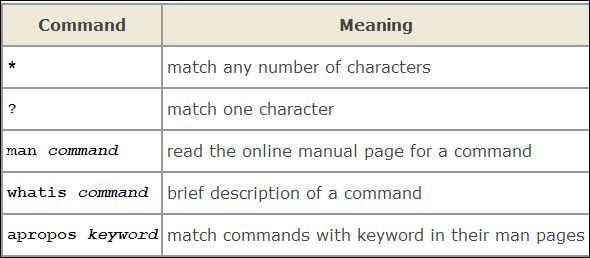 Command Meaning
* match any number of characters
? match one character
man command read the online manual page for a command
whatis command brief description of a command
apropos keyword match commands with keyword in their man pages